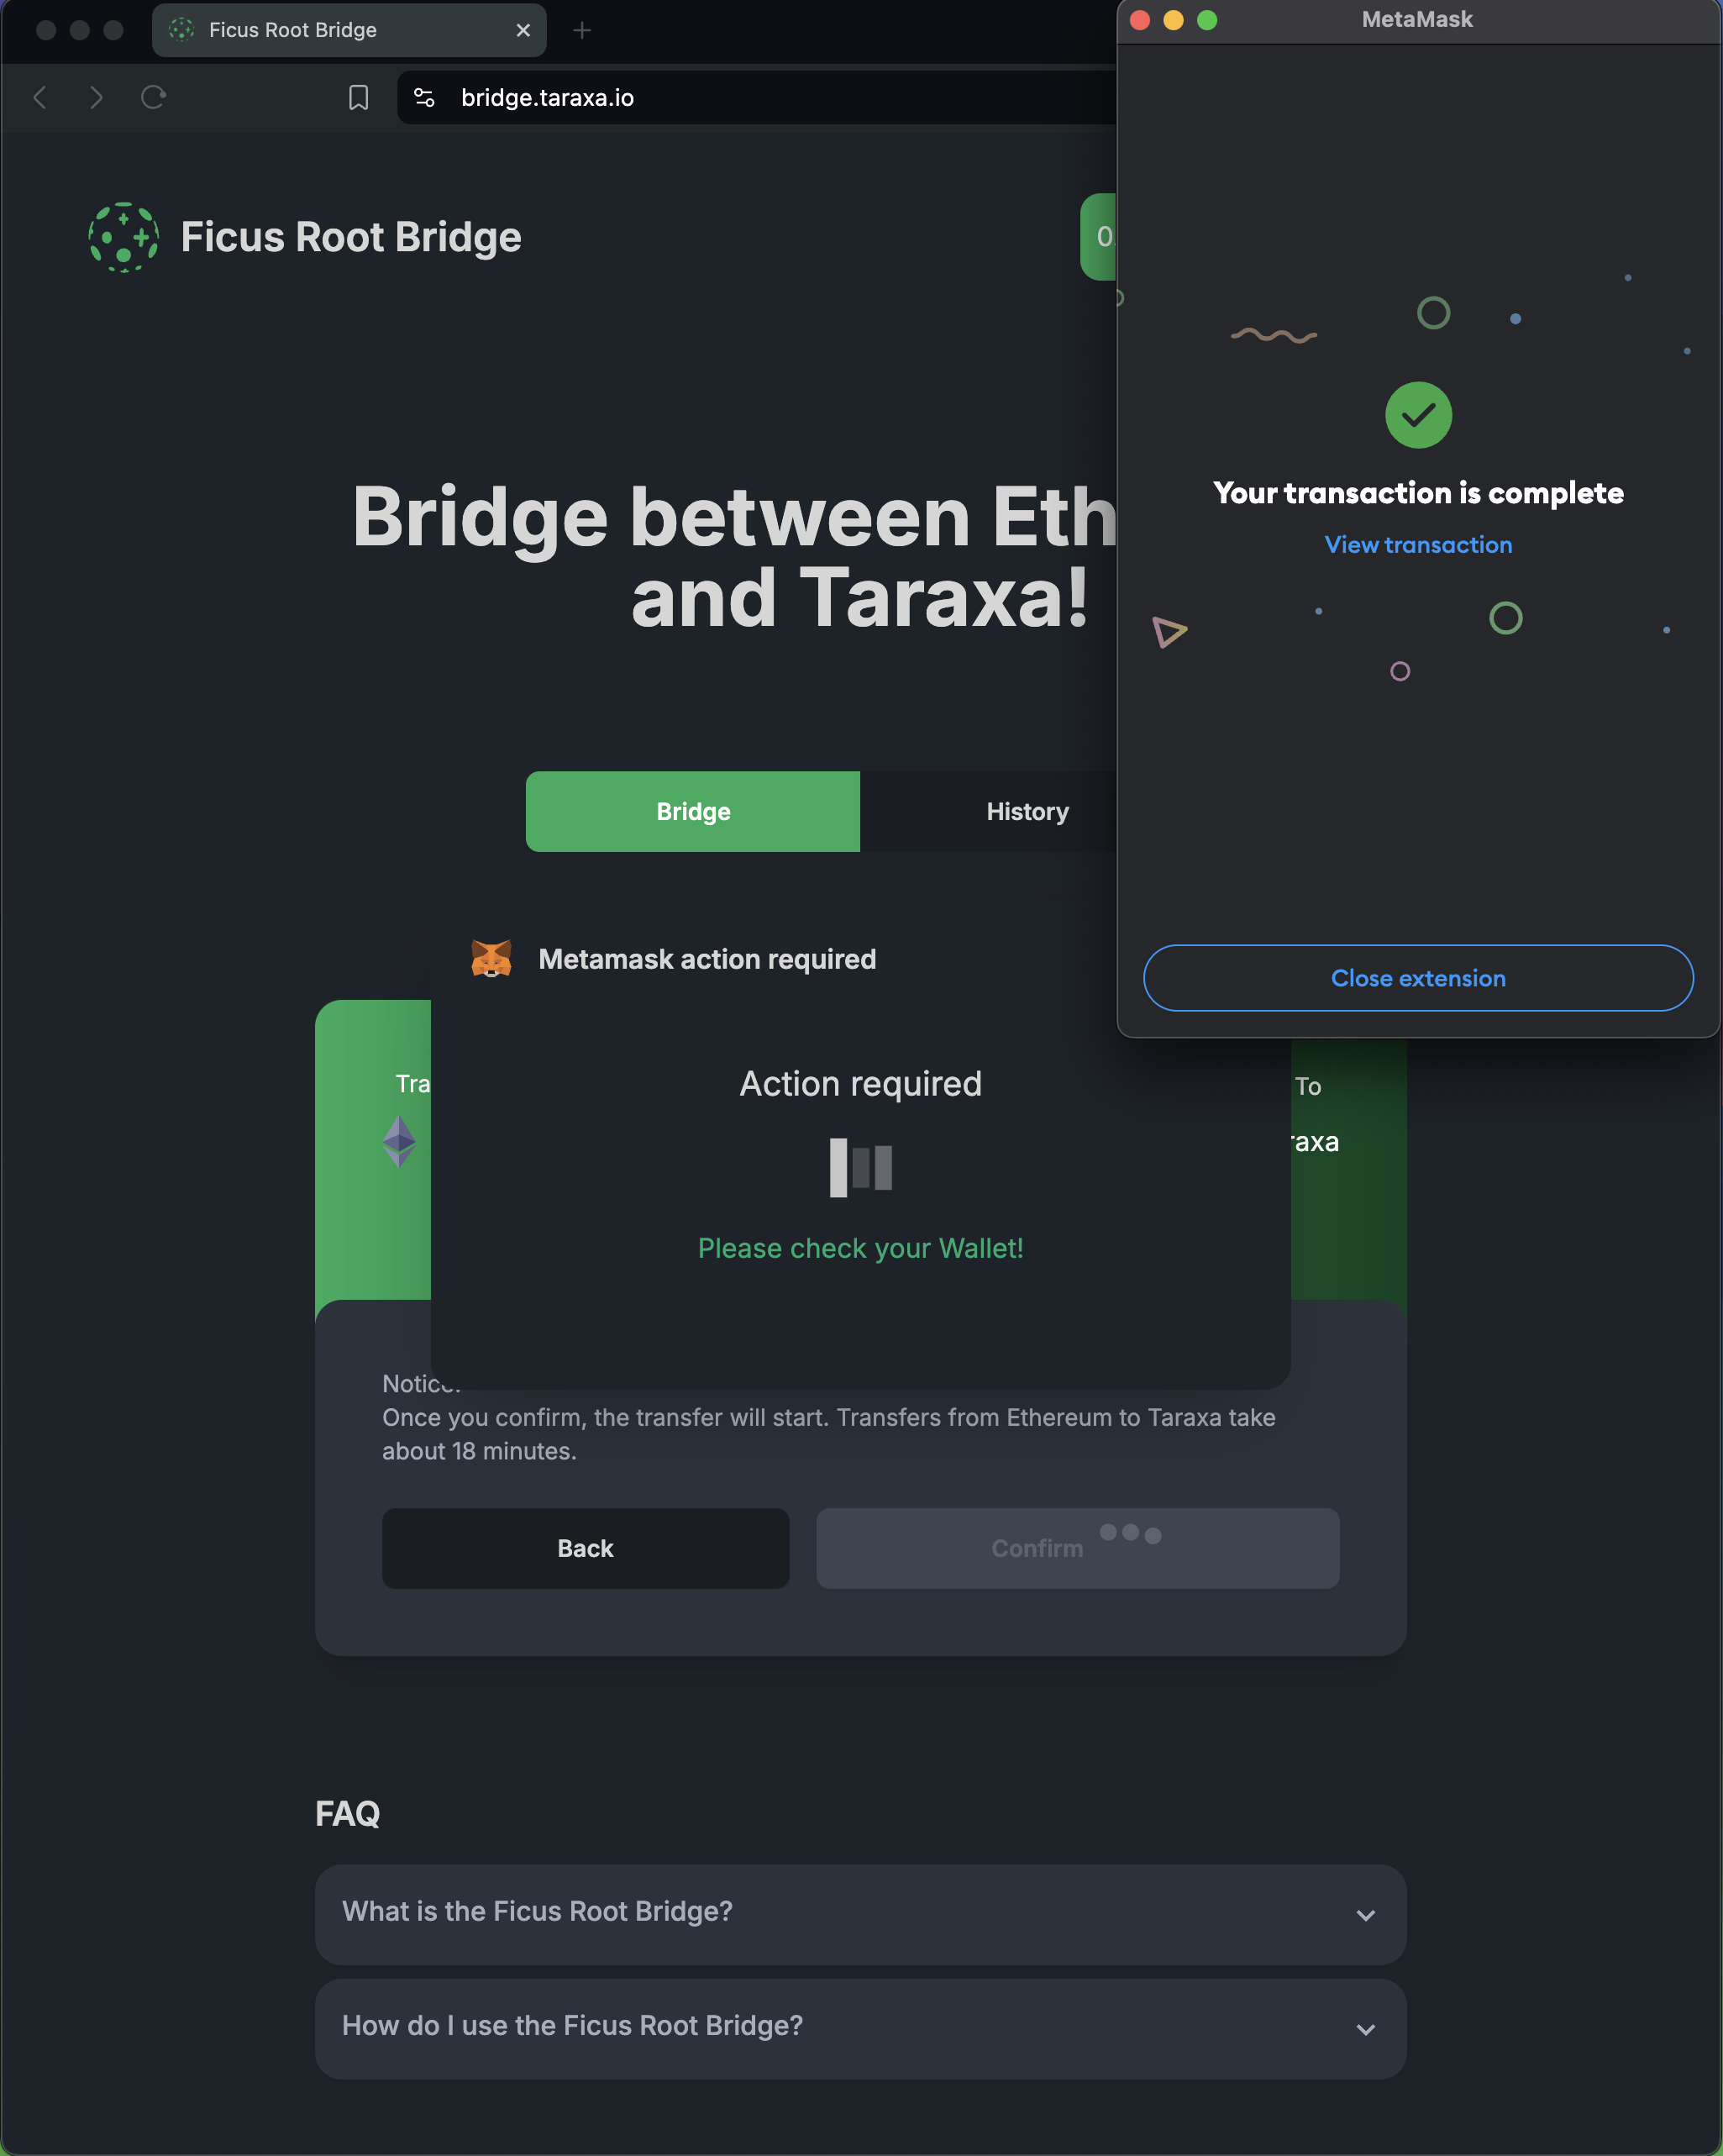 Ficus Root Bridge
MetaMask
bridge.taraxa.io
Ficus Root Bridge
0.
Bridge between Eth
and Taraxa!
Your transaction is complete
View transaction
Bridge
History
Close extension
Metamask action required
Tra
Action required
To
raxa
Please check your Wallet!
Notice:
Once you confirm, the transfer will start. Transfers from Ethereum to Taraxa take
about 18 minutes.
Back
Confirm
FAQ
What is the Ficus Root Bridge?
How do I use the Ficus Root Bridge?